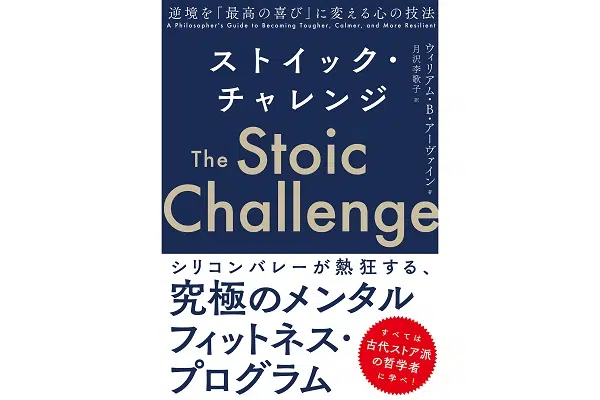 逆境を「最高の喜び」に変える心の技法
A Philosopher's Guide to Becoming Tougher, Calmer, and More Resilient
ストイック・
チャレンジ
ウィリアム・B・アーヴァイン 著
月沢李歌子 訳
The Stoic
Challenge
シリコンバレーが熱狂する、
究極のメンタル
フィットネス・
プログラム
すべては
古代ストア派
の哲学者
に学べ!